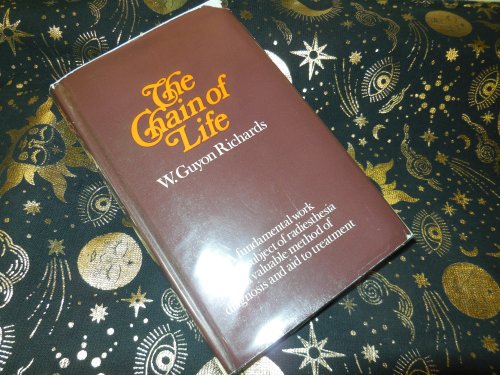 The
Chain of
Life
W. Guyon Richards
fundamental work
subject of radiesthesia
valuable method of
diagnosis and aid to treatment